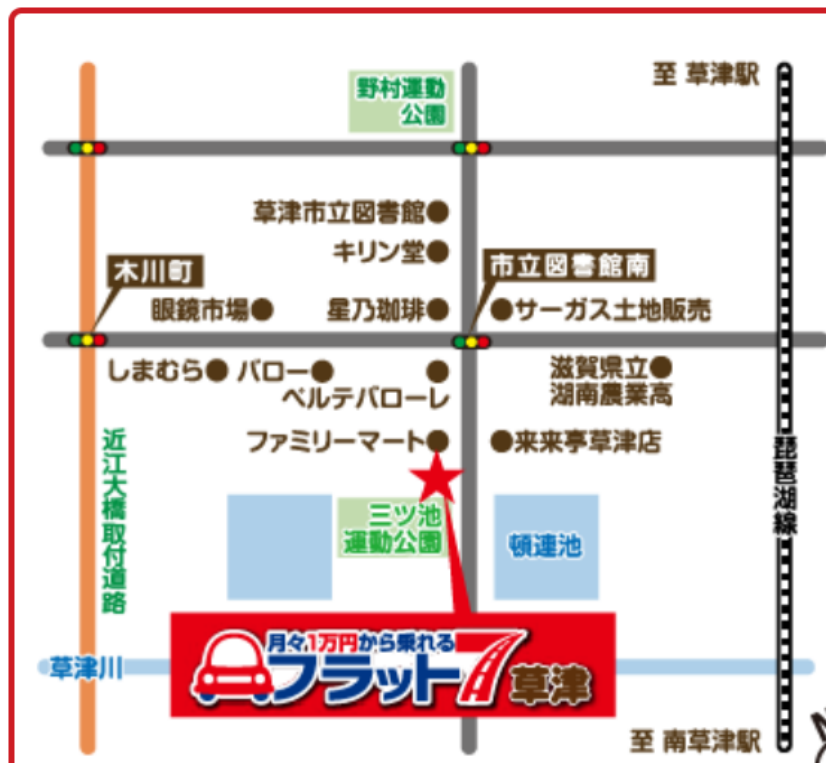 至 草津駅
野村運動
公園
草津市立図書館
キリン堂
木川町
市立図書館南
眼鏡市場
星乃珈琲
サーガス土地販売
しまむら
バロー
ベルテバローレ
滋賀県立
湖南農業高
ファミリーマート
来来亭草津店
近江大橋取付道路
琵琶湖線
三ツ池
運動公園
頓連池
草津川
月々1万円から乗れる
フラット7
草津
至 南草津駅